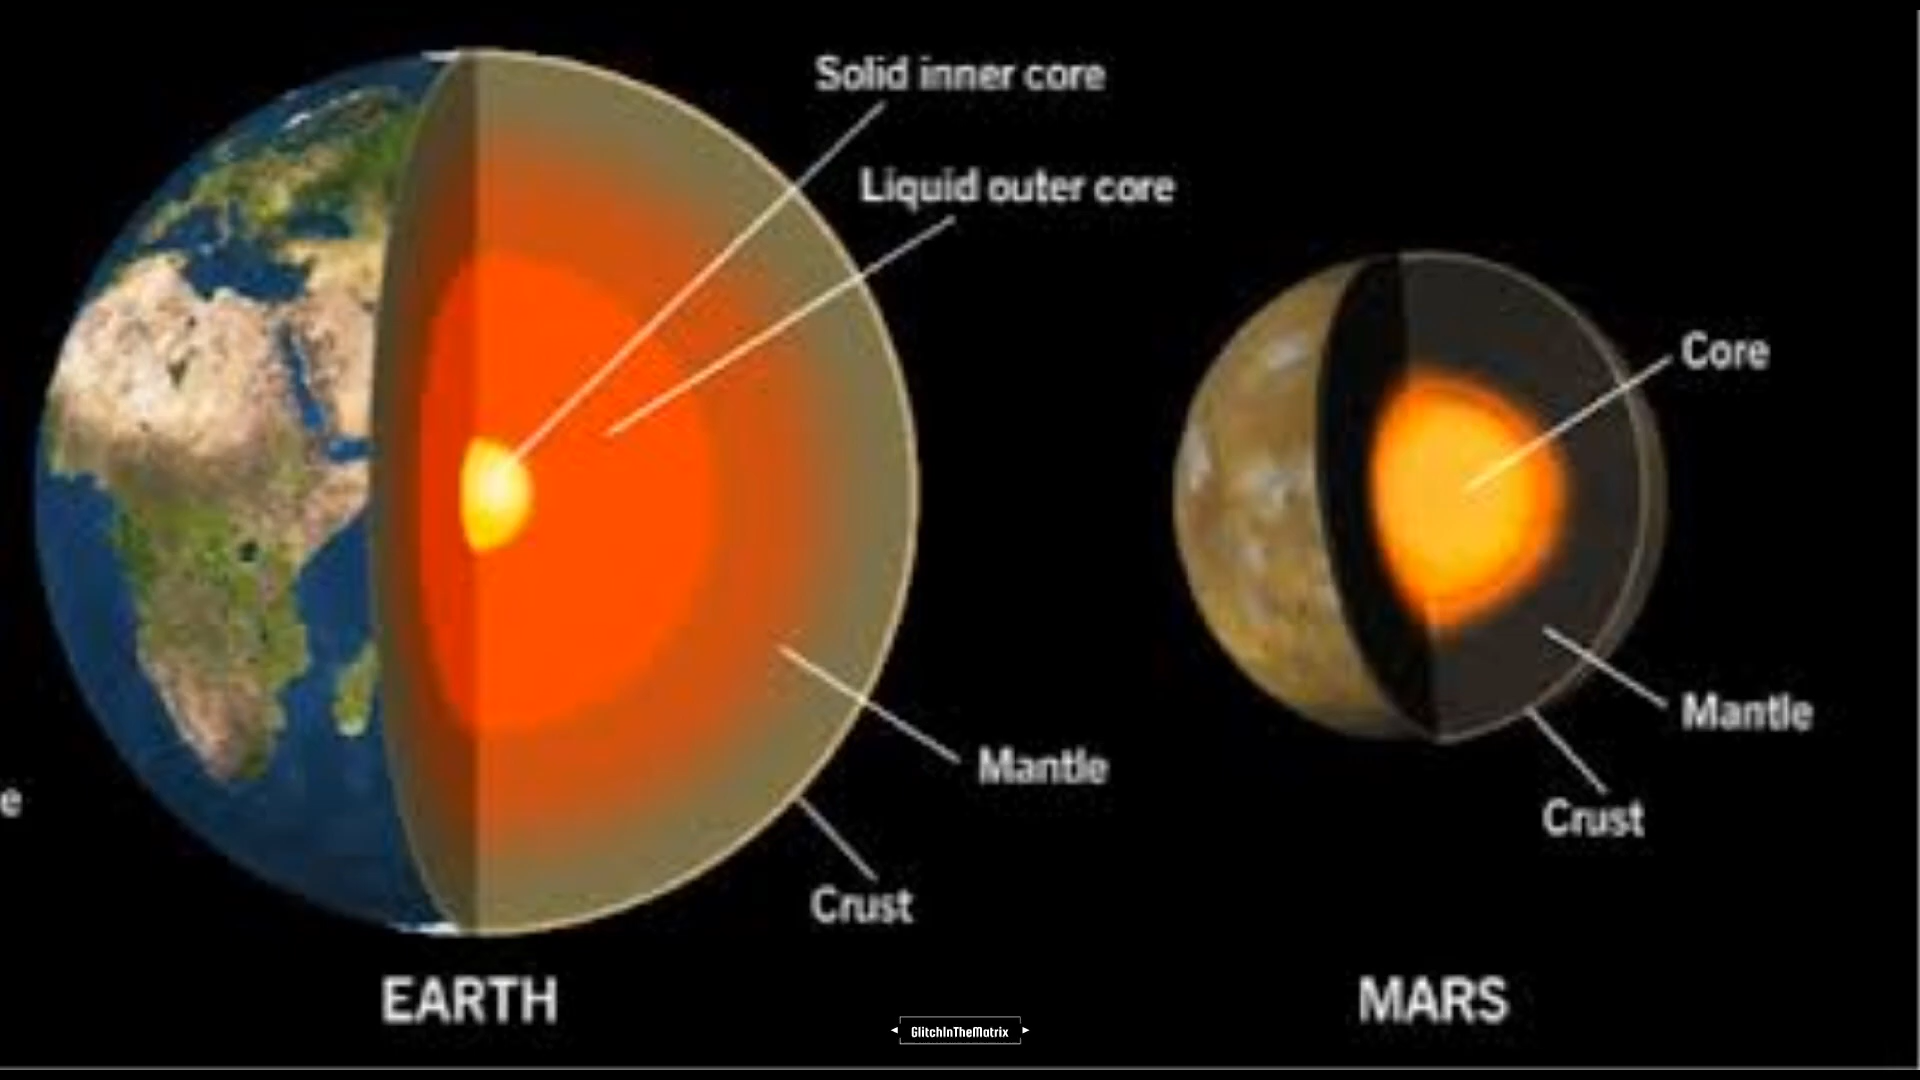 Solid inner core
Liquid outer core
Core
Mantle
Mantle
Crust
Crust
e
EARTH
MARS
GlitchInTheMatrix